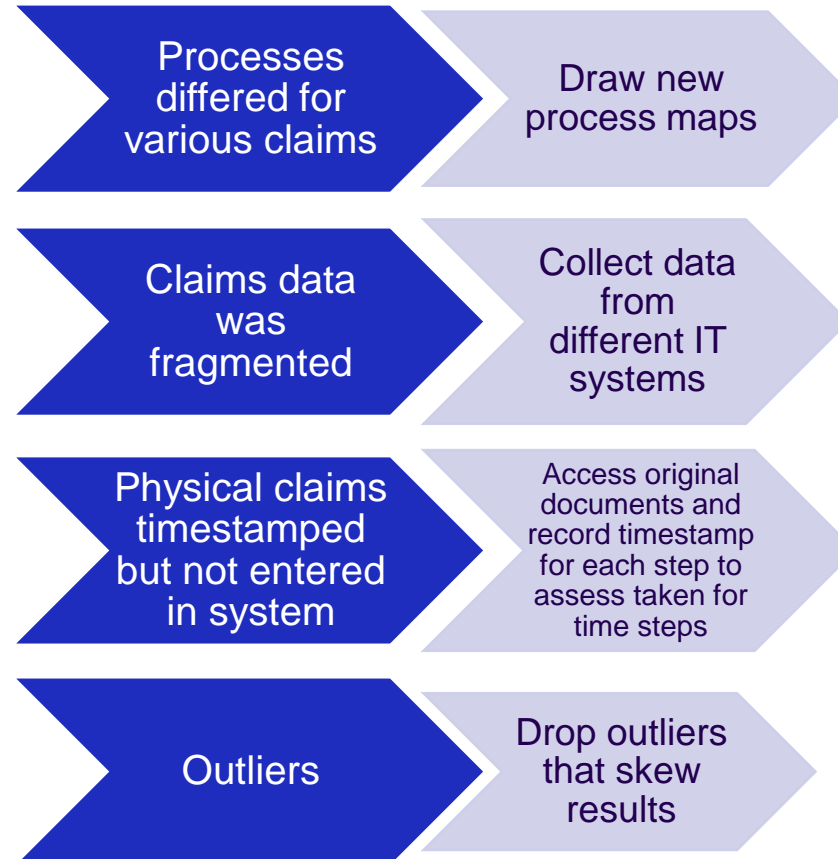 Processes
differed for
various claims
Draw new
process maps
Claims data
was
fragmented
Collect data
from
different IT
systems
Physical claims
timestamped
but not entered
in system
Access original
documents and
record timestamp
for each step to
assess taken for
time steps
Outliers
Drop outliers
that skew
results